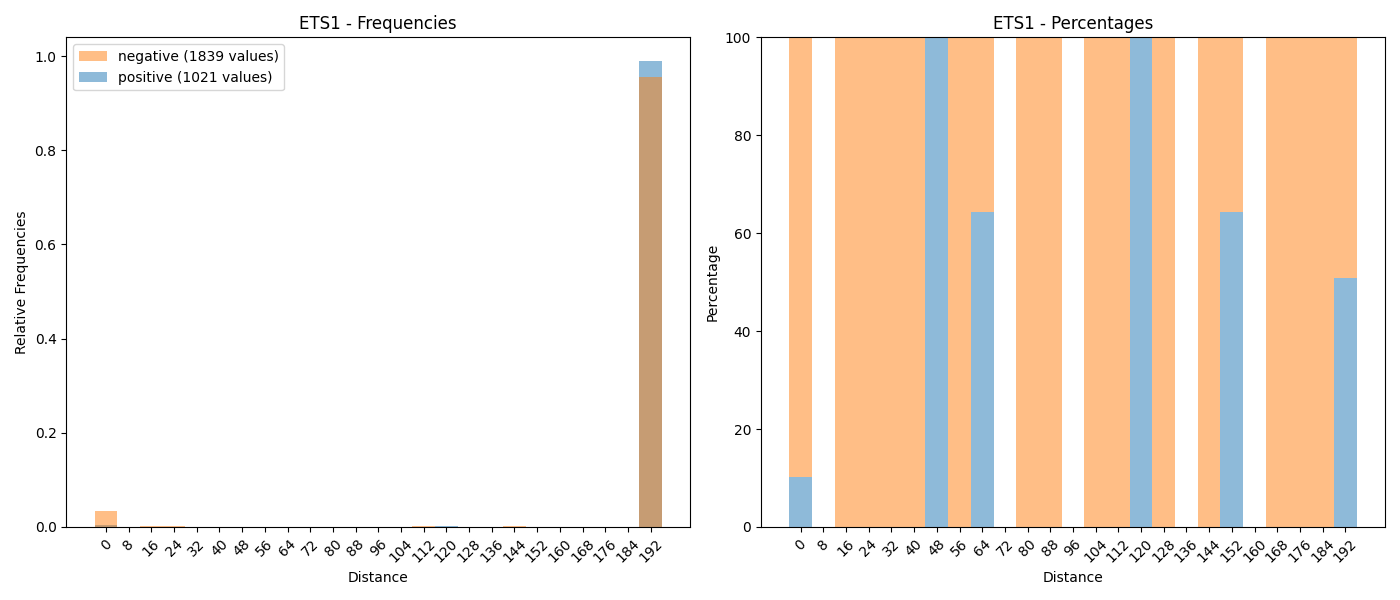 ETS1 - Frequencies
1.0
0.8
0.6
0.4
0.2
0.0
Relative Frequencies
negative (1839 values)
positive (1021 values)
0 8 16 24 32 40 48 56 64 72 80 88 96 104 112 120 128 136 144 152 160 168 176 184 192
Distance
ETS1 - Percentages
100
80
60
40
20
0
Percentage
0 8 16 24 32 40 48 56 64 72 80 88 96 104 112 120 128 136 144 152 160 168 176 184 192
Distance